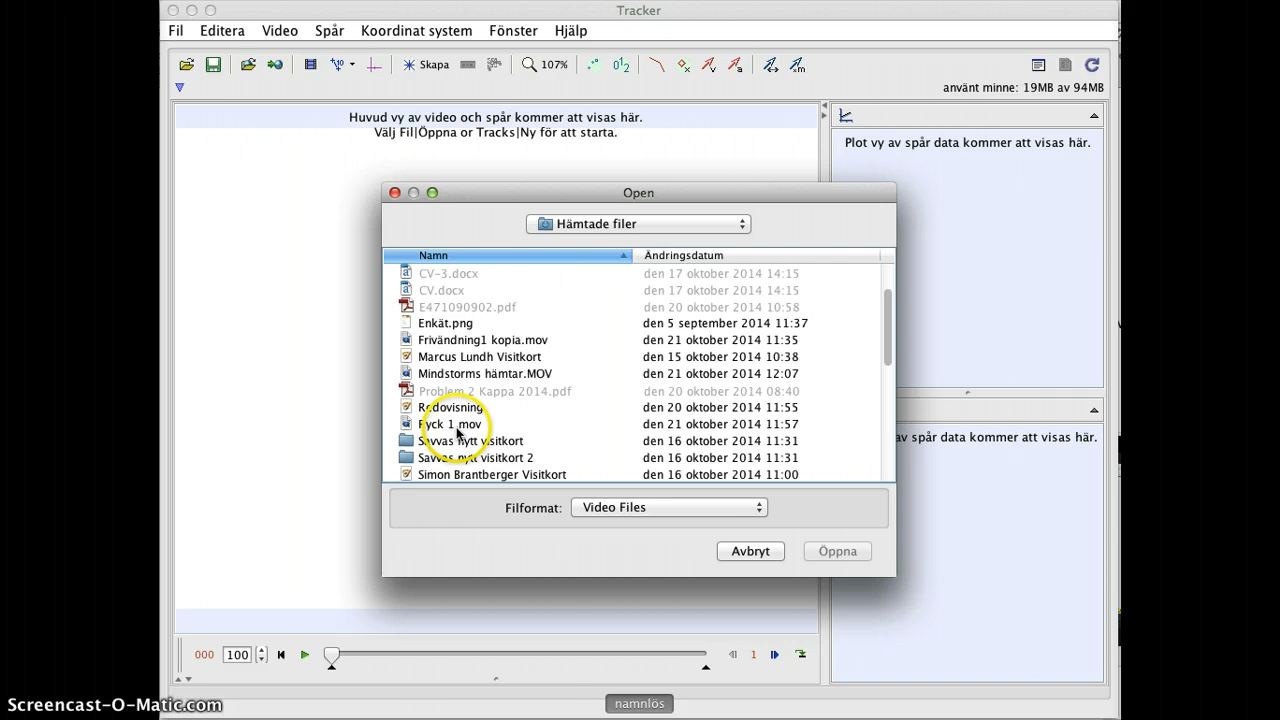 Tracker
Fil Editera Video Spår Koordinat system Fönster Hjälp
Skapa 107%
använt minne: 19MB av 94MB
Huvud vy av video och spår kommer att visas här.
Välj Fil|Öppna or Tracks|Ny för att starta.
Plot vy av spår data kommer att visas här.
Open
Hämtade filer
Namn Ändringsdatum
CV-3.docx den 17 oktober 2014 14:15
CV.docx den 17 oktober 2014 14:15
E471090902.pdf den 20 oktober 2014 10:58
Enkät.png den 5 september 2014 11:37
Frivändning1 kopia.mov den 21 oktober 2014 11:35
Marcus Lundh Visitkort den 15 oktober 2014 10:38
Mindstorms hämtar.MOV den 21 oktober 2014 12:07
Problem 2 Kappa 2014.pdf den 20 oktober 2014 08:40
Redovisning den 20 oktober 2014 11:55
Ryck 1.mov den 21 oktober 2014 11:57
Savvas nytt visitkort den 16 oktober 2014 11:31
Savvas nytt visitkort 2 den 16 oktober 2014 11:31
Simon Brantberger Visitkort den 16 oktober 2014 11:00
av spår data kommer att visas här.
Filformat: Video Files
Avbryt Öppna
000 100 1
namnlös
Screencast-O-Matic.com